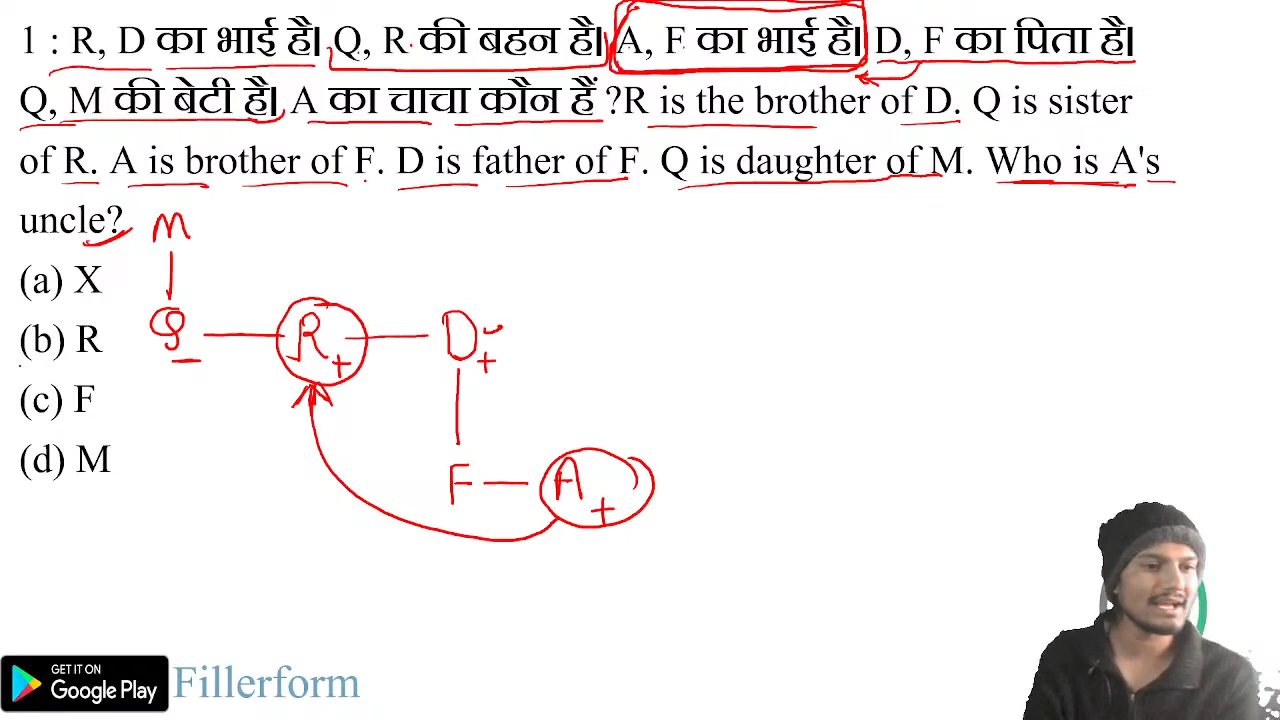 1 : R, D का भाई है। Q, R की बहन है। A, F का भाई है। D, F का पिता है।
Q, M की बेटी है। A का चाचा कौन हैं ?R is the brother of D. Q is sister
of R. A is brother of F. D is father of F. Q is daughter of M. Who is A's
uncle?
M
(a) X
(b) R
Q R + D +
(c) F
(d) M
F A +
GET IT ON
Google Play
Fillerform